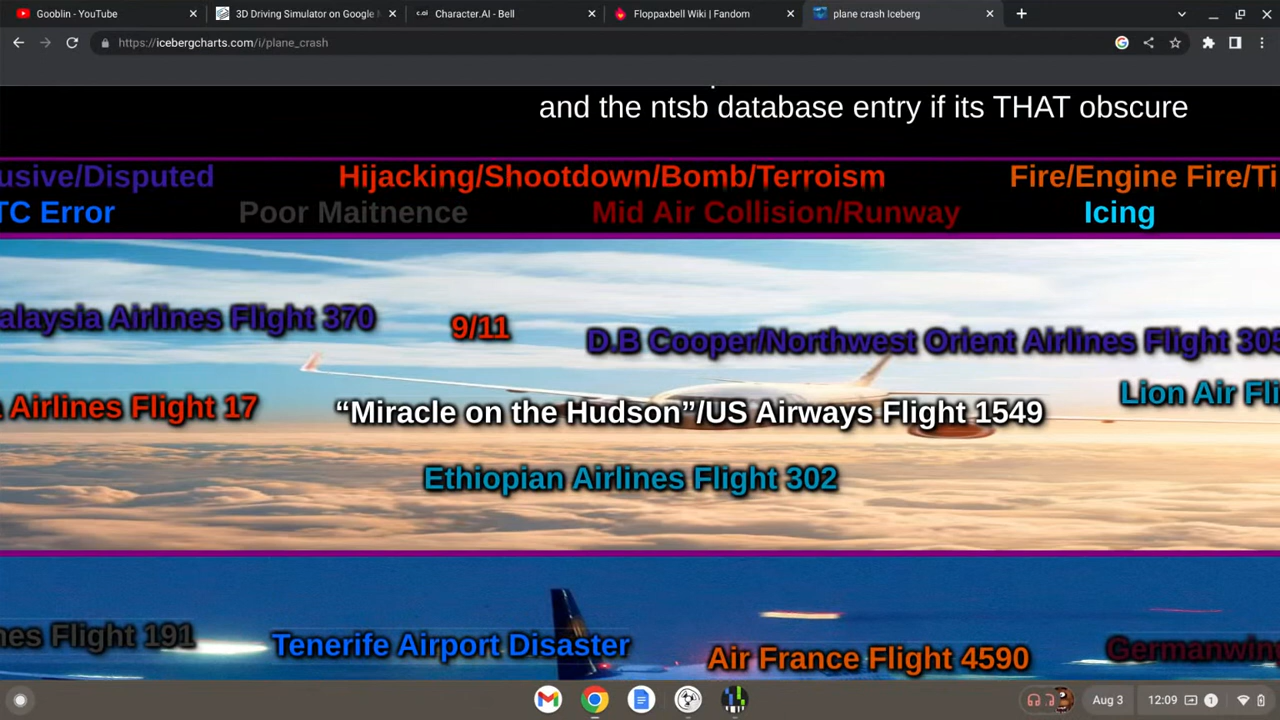 Gooblin - YouTube
3D Driving Simulator on Google
Character.AI - Bell
Floppaxbell Wiki | Fandom
plane crash Iceberg
https://icebergcharts.com/i/plane_crash
and the ntsb database entry if its THAT obscure
usive/Disputed Hijacking/Shootdown/Bomb/Terroism Fire/Engine Fire/Ti
TC Error Poor Maitnence Mid Air Collision/Runway Icing
alaysia Airlines Flight 370 9/11 D.B Cooper/Northwest Orient Airlines Flight 305
Airlines Flight 17 “Miracle on the Hudson”/US Airways Flight 1549 Lion Air Fli
Ethiopian Airlines Flight 302
nes Flight 191 Tenerife Airport Disaster Air France Flight 4590 Germanwin
Aug 3 12:09 1